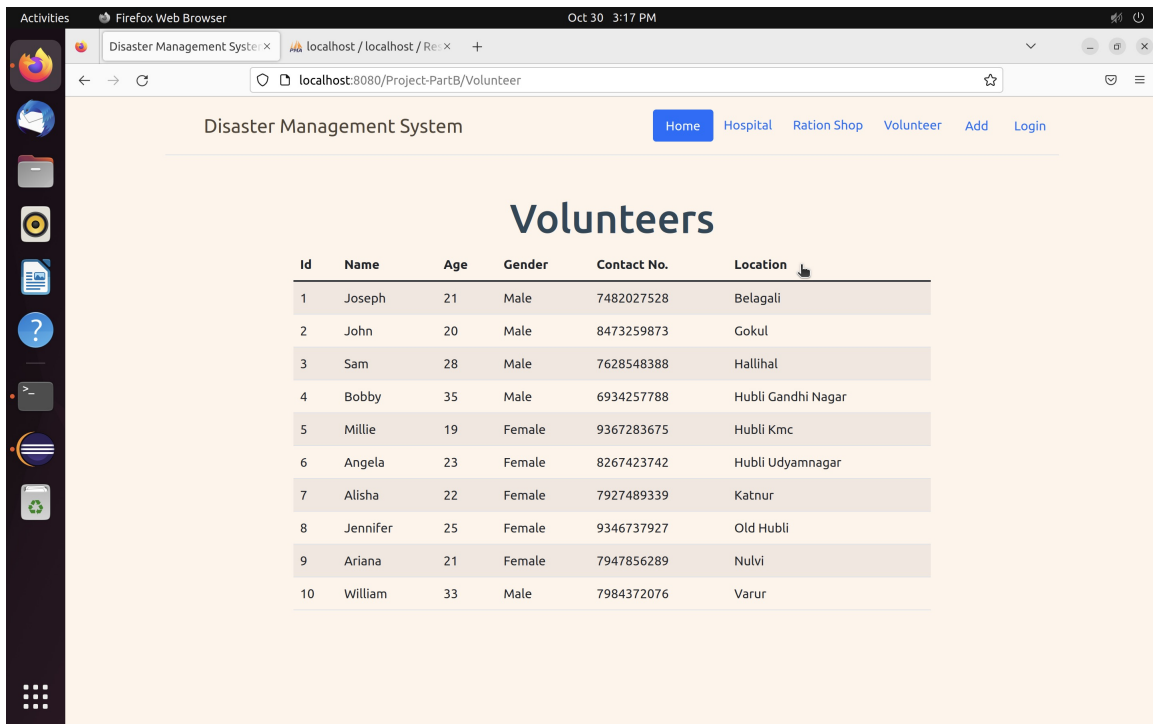 Activities Firefox Web Browser Oct 30 3:17 PM
Disaster Management System localhost / localhost / Res
localhost:8080/Project-PartB/Volunteer
Disaster Management System Home Hospital Ration Shop Volunteer Add Login
Volunteers
Id Name Age Gender Contact No. Location
1 Joseph 21 Male 7482027528 Belagali
2 John 20 Male 8473259873 Gokul
3 Sam 28 Male 7628548388 Hallihal
4 Bobby 35 Male 6934257788 Hubli Gandhi Nagar
5 Millie 19 Female 9367283675 Hubli Kmc
6 Angela 23 Female 8267423742 Hubli Udyamnagar
7 Alisha 22 Female 7927489339 Katnur
8 Jennifer 25 Female 9346737927 Old Hubli
9 Ariana 21 Female 7947856289 Nulvi
10 William 33 Male 7984372076 Varur